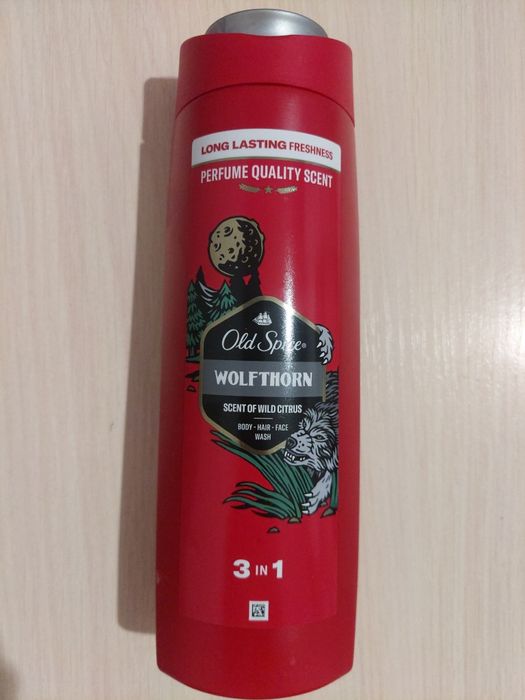 LONG LASTING FRESHNESS
PERFUME QUALITY SCENT
Old Spice®
WOLFTHORN
SCENT OF WILD CITRUS
BODY - HAIR - FACE
WASH
3 IN 1